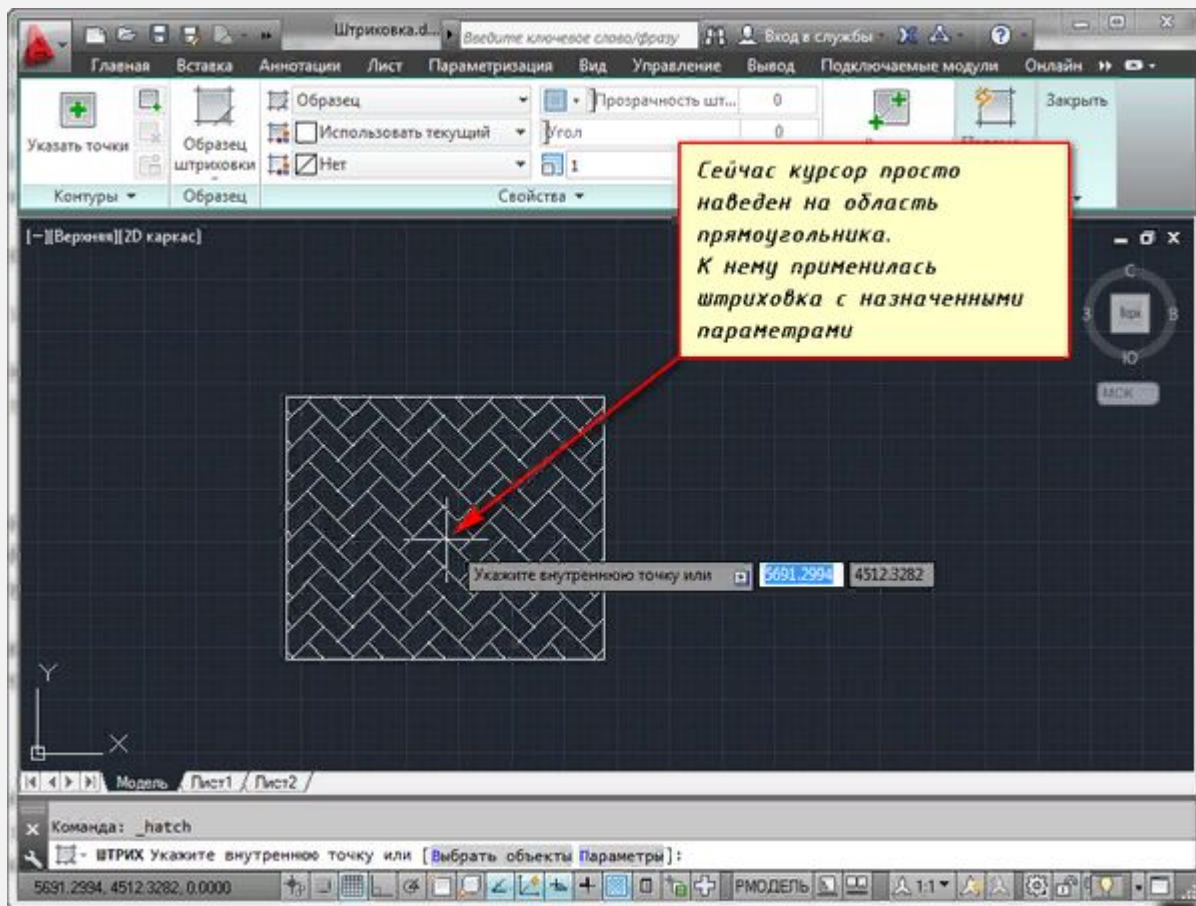 Штриховка.d...
Введите ключевое слово/фразу
Вход в службы
Главная Вставка Аннотации Лист Параметризация Вид Управление Вывод Подключаемые модули Онлайн
Указать точки
Образец штриховки
Образец
Использовать текущий
Нет
Прозрачность шт... 0
Угол 0
1
Закрыть
Контуры
Образец
Свойства
Сейчас курсор просто
наведен на область
прямоугольника.
К нему применилась
штриховка с назначенными
параметрами
[−][Верхняя][2D каркас]
С
З
В
Ю
МСК
Укажите внутреннюю точку или 5691.2994 4512.3282
Y
X
Модель Лист1 Лист2
Команда: _hatch
ШТРИХ Укажите внутреннюю точку или [Выбрать объекты Параметры]:
5691.2994, 4512.3282, 0.0000
РМОДЕЛЬ
1:1